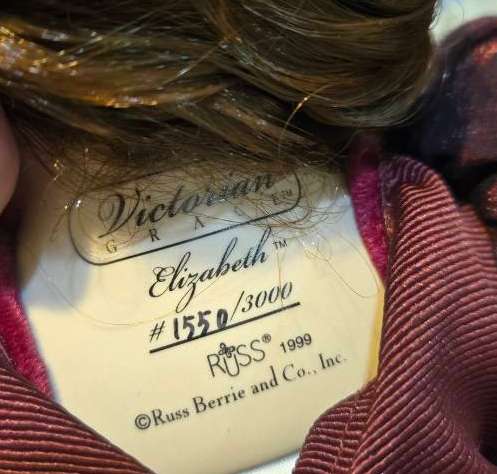 Victorian
GRACE™
Elizabeth™
#1550/3000
RUSS® 1999
©Russ Berrie and Co., Inc.